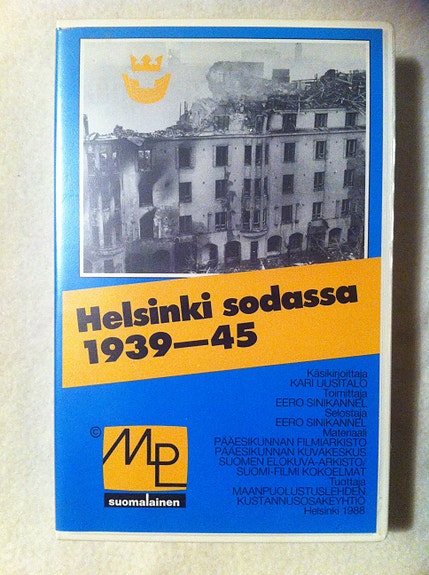 Helsinki sodassa
1939—45
Käsikirjoittaja
KARI UUSITALO
Toimittaja
EERO SINIKANNEL
Selostaja
EERO SINIKANNEL
Materiaali
PÄÄESIKUNNAN FILMIARKISTO
PÄÄESIKUNNAN KUVAKESKUS
SUOMEN ELOKUVA-ARKISTO/
SUOMI-FILMI KOKOELMAT
Tuottaja
MAANPUOLUSTUSLEHDEN
KUSTANNUSOSAKEYHTIÖ
Helsinki 1988
© MPL
suomalainen